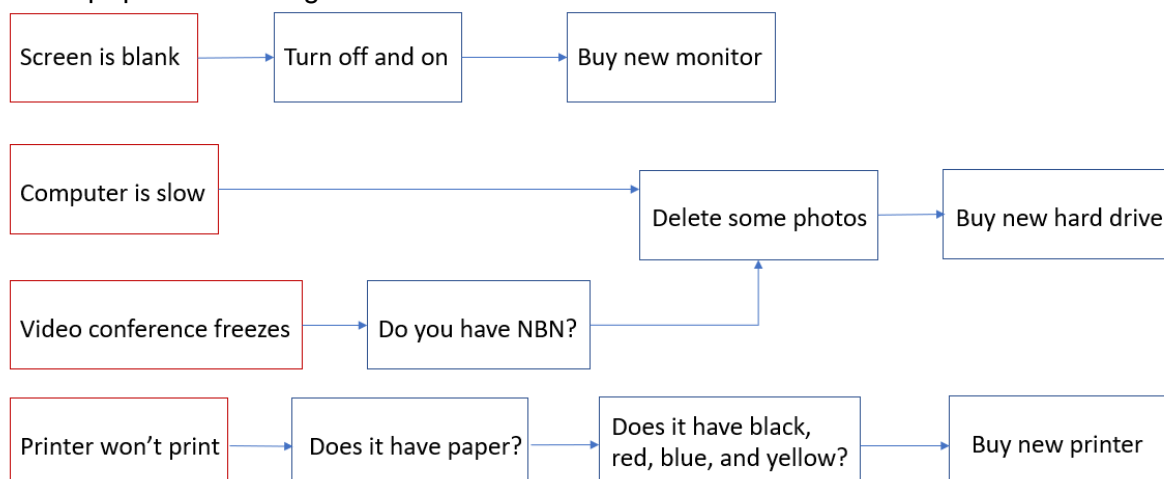 Screen is blank
Turn off and on
Buy new monitor
Computer is slow
Delete some photos
Buy new hard drive
Video conference freezes
Do you have NBN?
Printer won’t print
Does it have paper?
Does it have black,
red, blue, and yellow?
Buy new printer